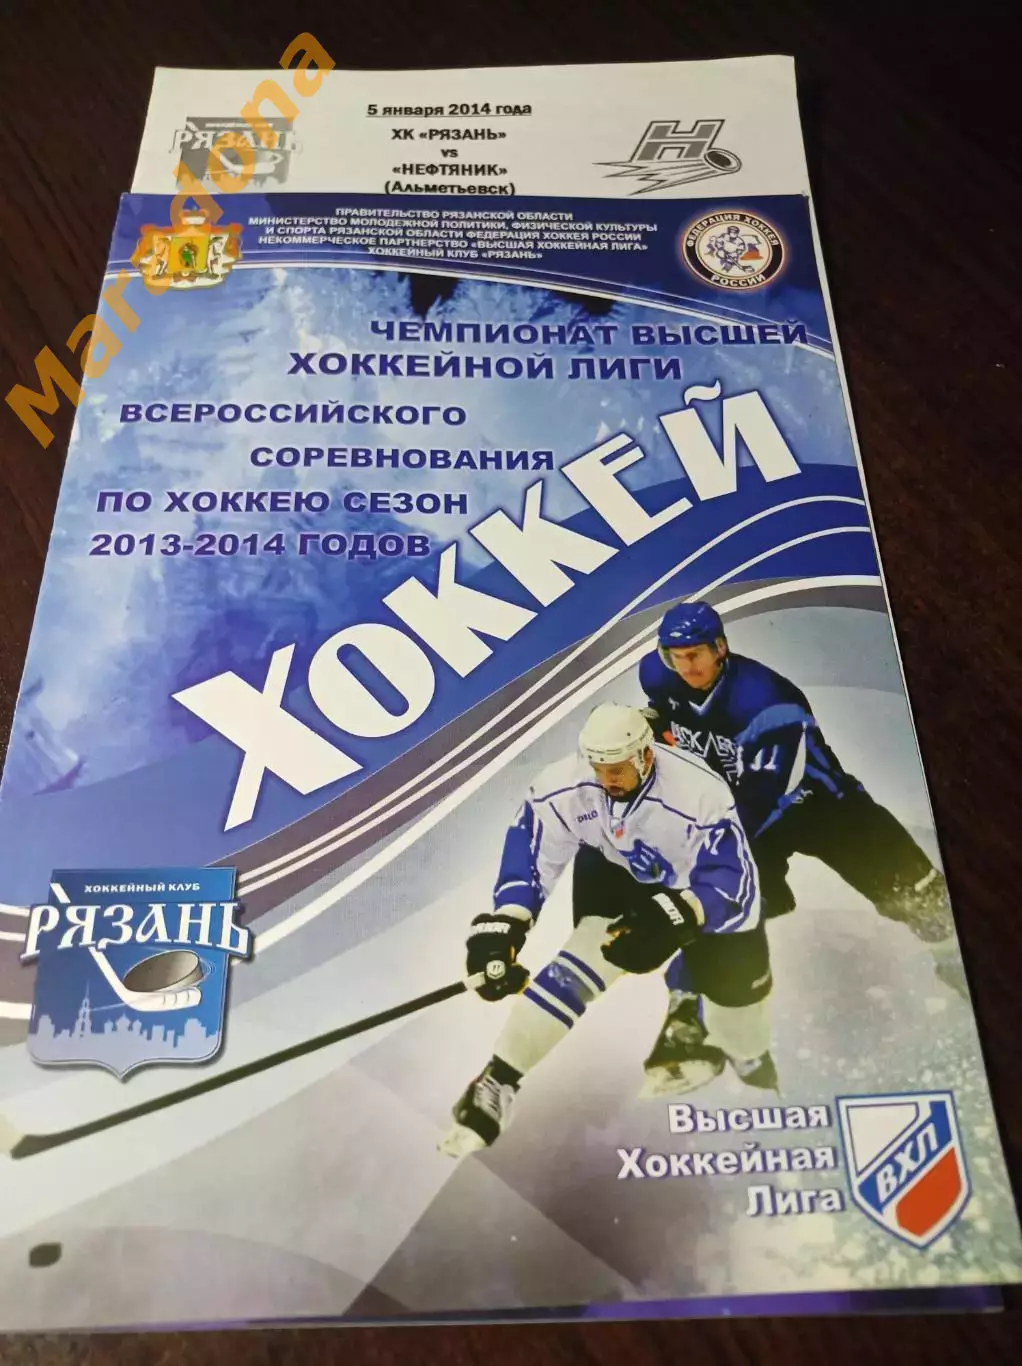 Maradona
5 января 2014 года
ХК «РЯЗАНЬ»
vs
«НЕФТЯНИК»
(Альметьевск)
РЯЗАНЬ
Н
ПРАВИТЕЛЬСТВО РЯЗАНСКОЙ ОБЛАСТИ
МИНИСТЕРСТВО МОЛОДЕЖНОЙ ПОЛИТИКИ, ФИЗИЧЕСКОЙ КУЛЬТУРЫ
И СПОРТА РЯЗАНСКОЙ ОБЛАСТИ ФЕДЕРАЦИЯ ХОККЕЯ РОССИИ
НЕКОММЕРЧЕСКОЕ ПАРТНЕРСТВО «ВЫСШАЯ ХОККЕЙНАЯ ЛИГА»
ХОККЕЙНЫЙ КЛУБ «РЯЗАНЬ»
ФЕДЕРАЦИЯ ХОККЕЯ
РОССИИ
ЧЕМПИОНАТ ВЫСШЕЙ
ХОККЕЙНОЙ ЛИГИ
ВСЕРОССИЙСКОГО
СОРЕВНОВАНИЯ
ПО ХОККЕЮ СЕЗОН
2013-2014 ГОДОВ
ХОККЕЙ
ХОККЕЙНЫЙ КЛУБ
РЯЗАНЬ
11
17
Высшая
Хоккейная
Лига
ВХЛ